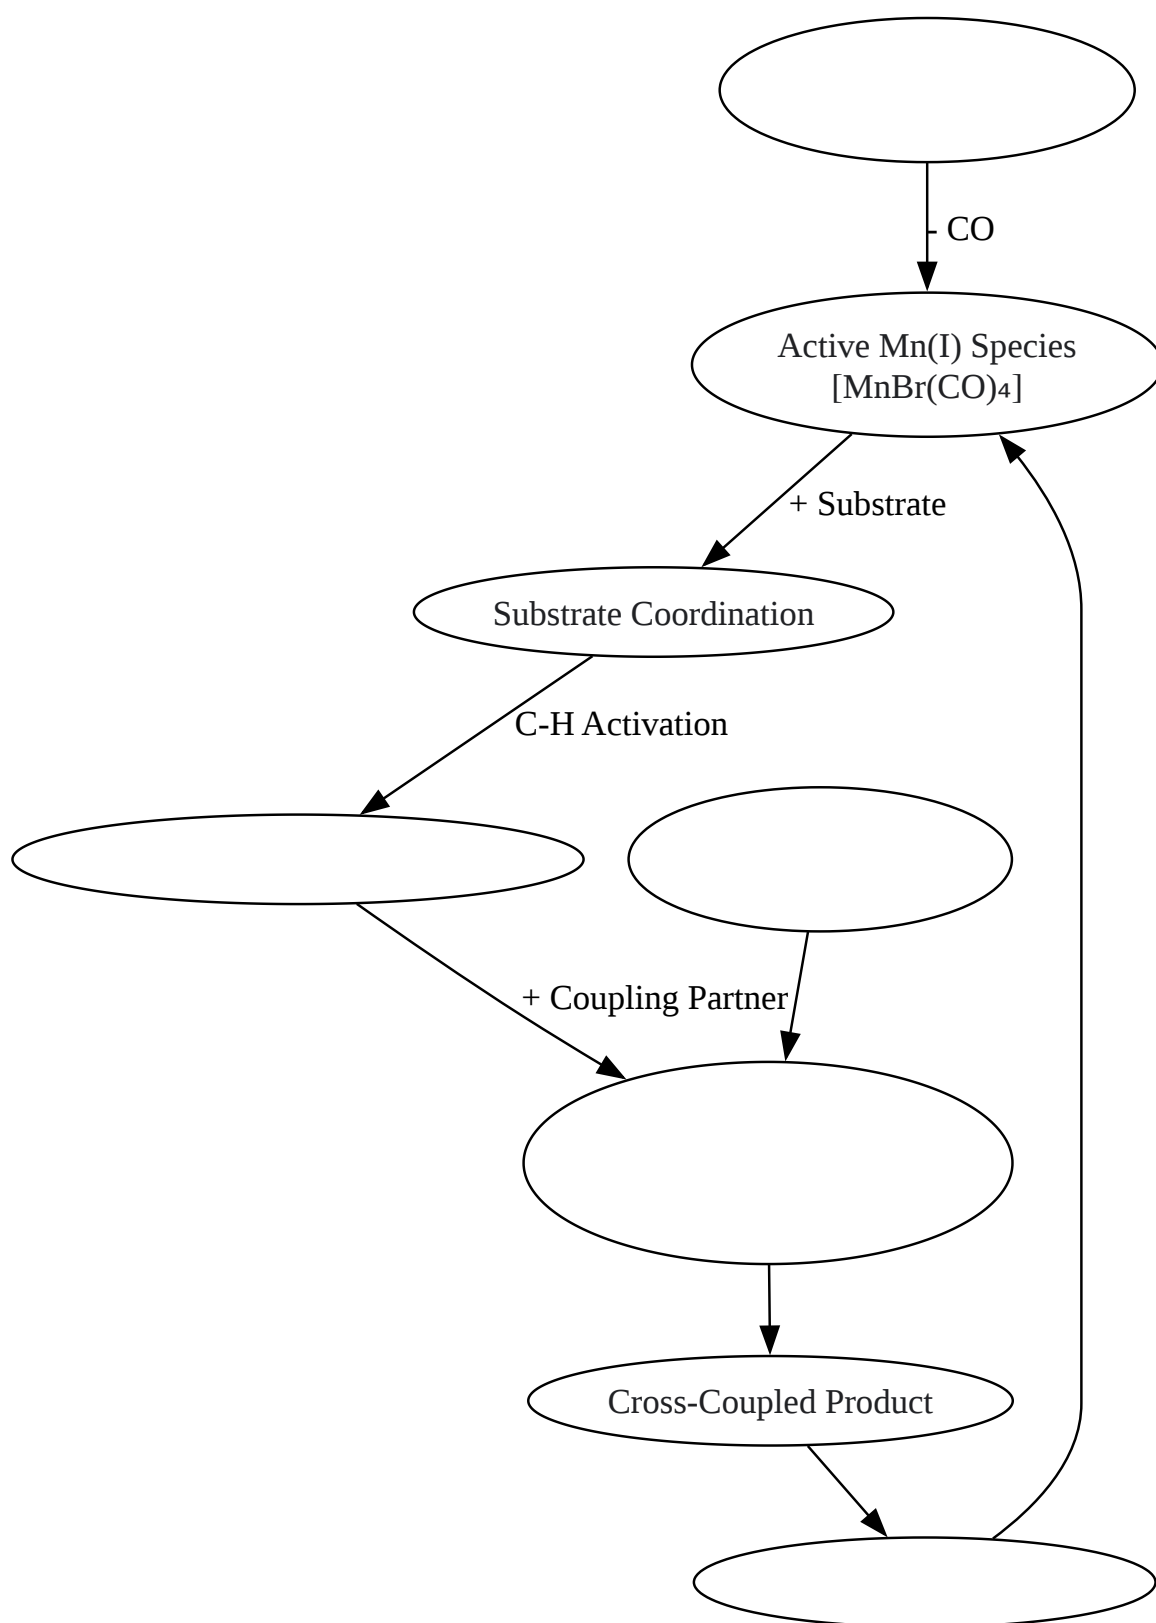 - CO
Active Mn(I) Species
[MnBr(CO)₄]
+ Substrate
Substrate Coordination
C-H Activation
+ Coupling Partner
Cross-Coupled Product